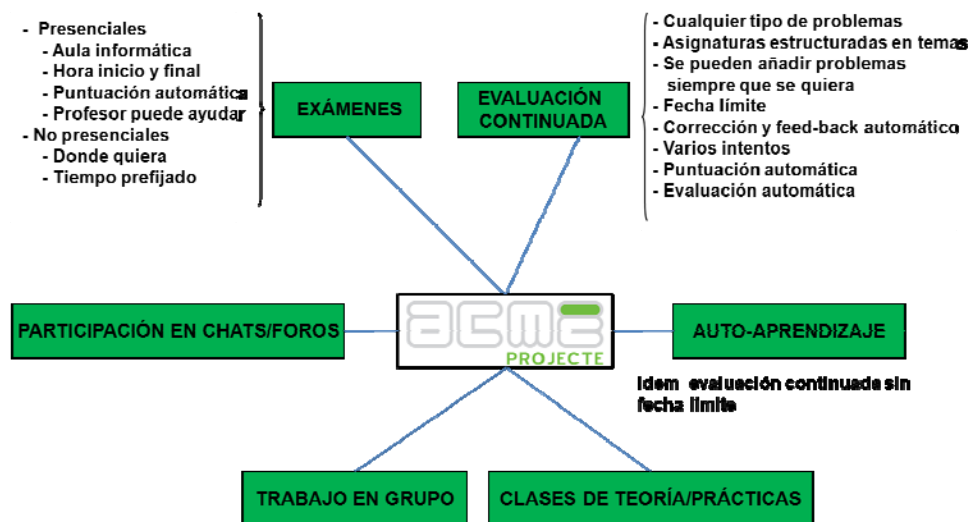 - Presenciales
- Aula informática
- Hora inicio y final
- Puntuación automática
- Profesor puede ayudar
- No presenciales
- Donde quiera
- Tiempo prefijado
EXÁMENES
EVALUACIÓN
CONTINUADA
- Cualquier tipo de problemas
- Asignaturas estructuradas en temas
- Se pueden añadir problemas
siempre que se quiera
- Fecha límite
- Corrección y feed-back automático
- Varios intentos
- Puntuación automática
- Evaluación automática
PARTICIPACIÓN EN CHATS/FOROS
acme
PROJECTE
AUTO-APRENDIZAJE
Idem evaluación continuada sin
fecha límite
TRABAJO EN GRUPO
CLASES DE TEORÍA/PRÁCTICAS